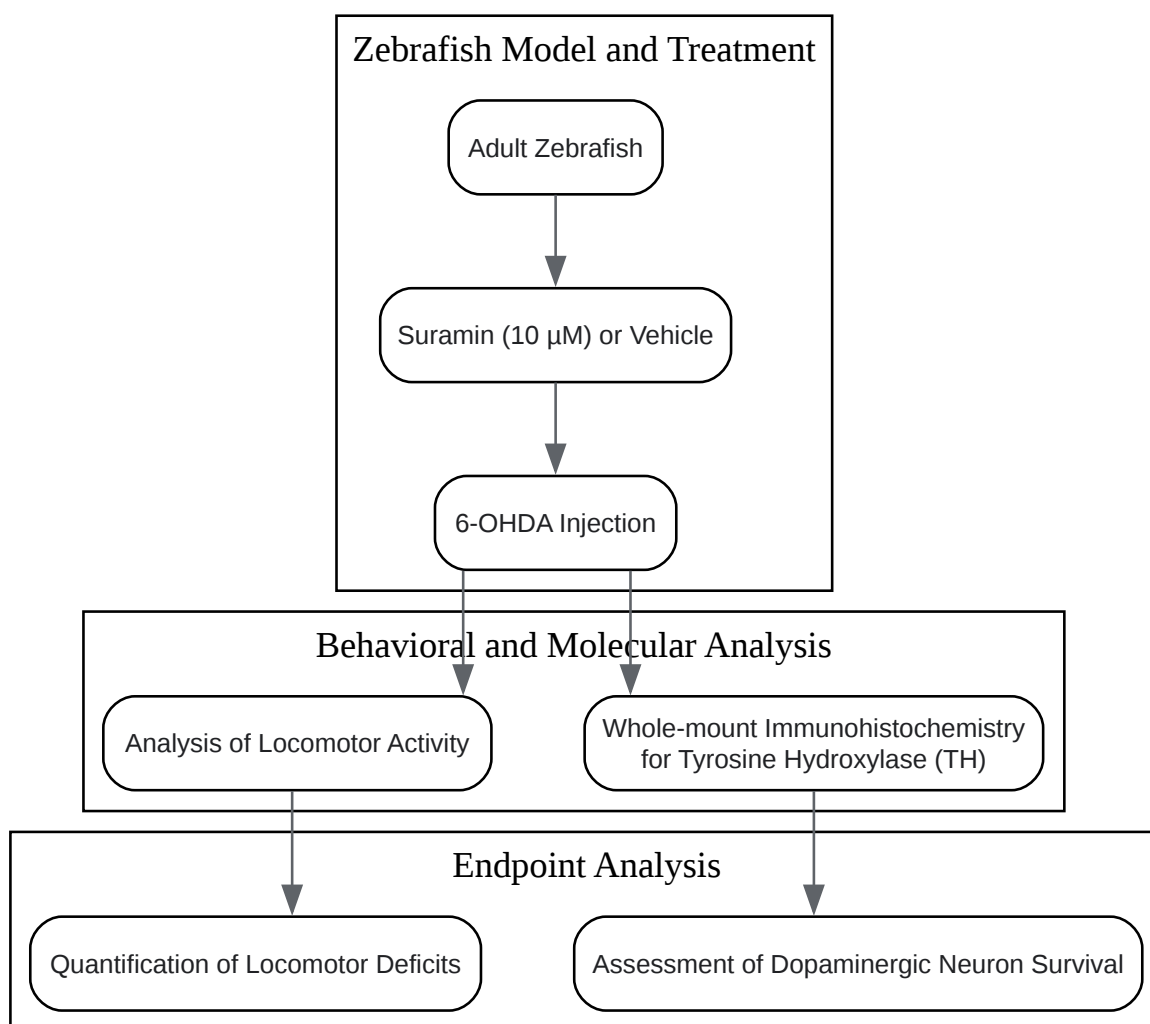 Zebrafish Model and Treatment
Adult Zebrafish
Suramin (10 µM) or Vehicle
6-OHDA Injection
Behavioral and Molecular Analysis
Analysis of Locomotor Activity
Whole-mount Immunohistochemistry
for Tyrosine Hydroxylase (TH)
Endpoint Analysis
Quantification of Locomotor Deficits
Assessment of Dopaminergic Neuron Survival